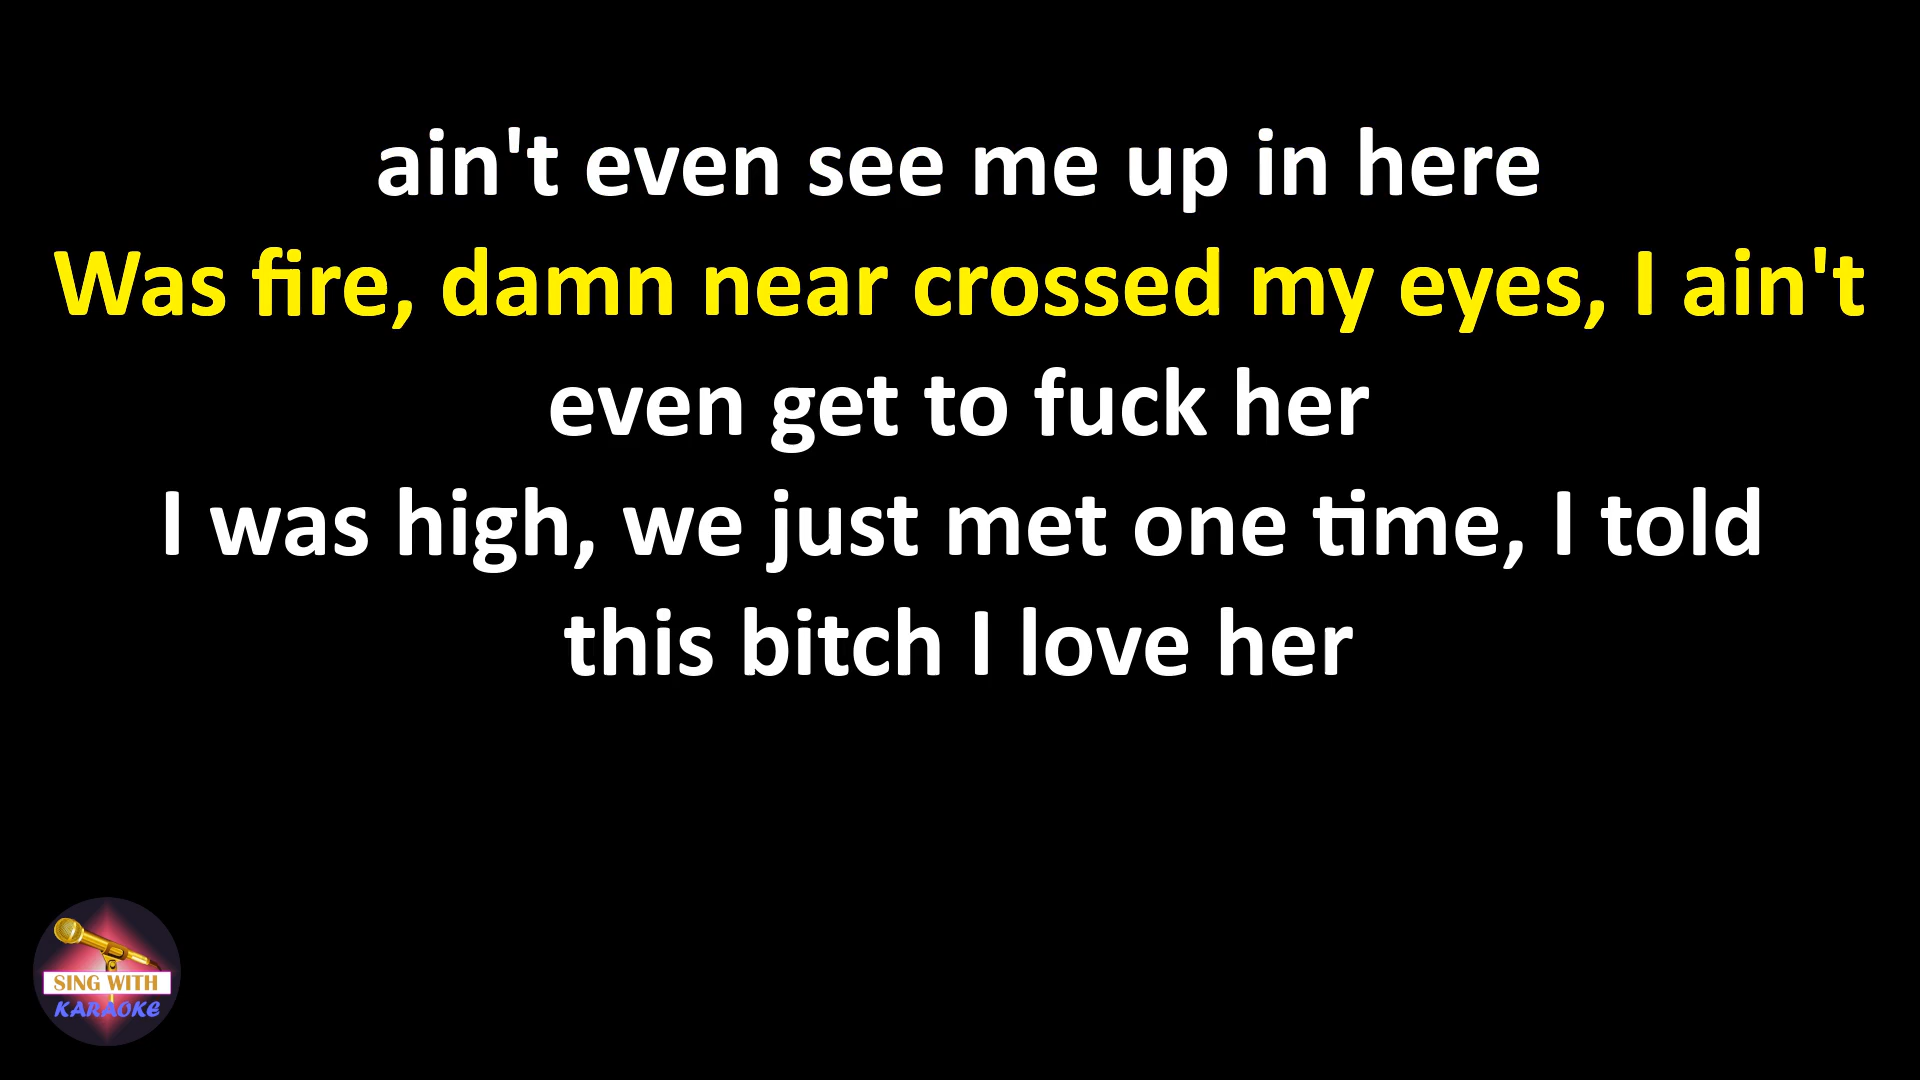 ain't even see me up in here
Was fire, damn near crossed my eyes, I ain't
even get to fuck her
I was high, we just met one time, I told
this bitch I love her
SING WITH
KARAOKE